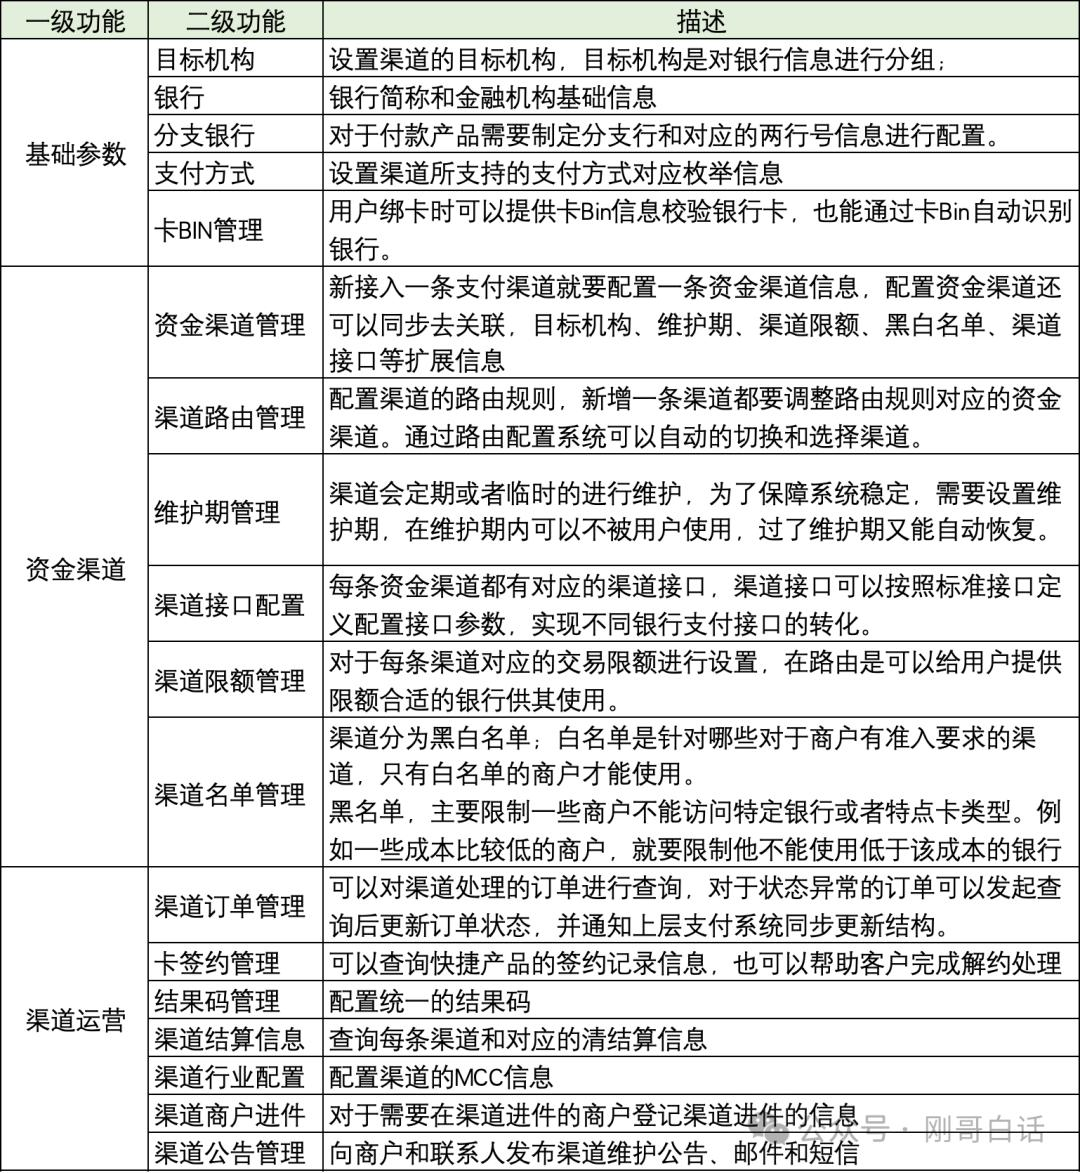 一级功能 二级功能 描述
基础参数
目标机构 设置渠道的目标机构，目标机构是对银行信息进行分组；
银行 银行简称和金融机构基础信息
分支银行 对于付款产品需要制定分支行和对应的两行号信息进行配置。
支付方式 设置渠道所支持的支付方式对应枚举信息
卡BIN管理 用户绑卡时可以提供卡Bin信息校验银行卡，也能通过卡Bin自动识别
银行。
资金渠道
资金渠道管理 新接入一条支付渠道就要配置一条资金渠道信息，配置资金渠道还
可以同步去关联，目标机构、维护期、渠道限额、黑白名单、渠道
接口等扩展信息
渠道路由管理 配置渠道的路由规则，新增一条渠道都要调整路由规则对应的资金
渠道。通过路由配置系统可以自动的切换和选择渠道。
维护期管理 渠道会定期或者临时的进行维护，为了保障系统稳定，需要设置维
护期，在维护期内可以不被用户使用，过了维护期又能自动恢复。
渠道接口配置 每条资金渠道都有对应的渠道接口，渠道接口可以按照标准接口定
义配置接口参数，实现不同银行支付接口的转化。
渠道限额管理 对于每条渠道对应的交易限额进行设置，在路由是可以给用户提供
限额合适的银行供其使用。
渠道名单管理 渠道分为黑白名单；白名单是针对哪些对于商户有准入要求的渠
道，只有白名单的商户才能使用。
黑名单，主要限制一些商户不能访问特定银行或者特点卡类型。例
如一些成本比较低的商户，就要限制他不能使用低于该成本的银行
渠道运营
渠道订单管理 可以对渠道处理的订单进行查询，对于状态异常的订单可以发起查
询后更新订单状态，并通知上层支付系统同步更新结构。
卡签约管理 可以查询快捷产品的签约记录信息，也可以帮助客户完成解约处理
结果码管理 配置统一的结果码
渠道结算信息 查询每条渠道和对应的清结算信息
渠道行业配置 配置渠道的MCC信息
渠道商户进件 对于需要在渠道进件的商户登记渠道进件的信息
渠道公告管理 向商户和联系人发布渠道维护公告、邮件和短信
公众号·刚哥白话